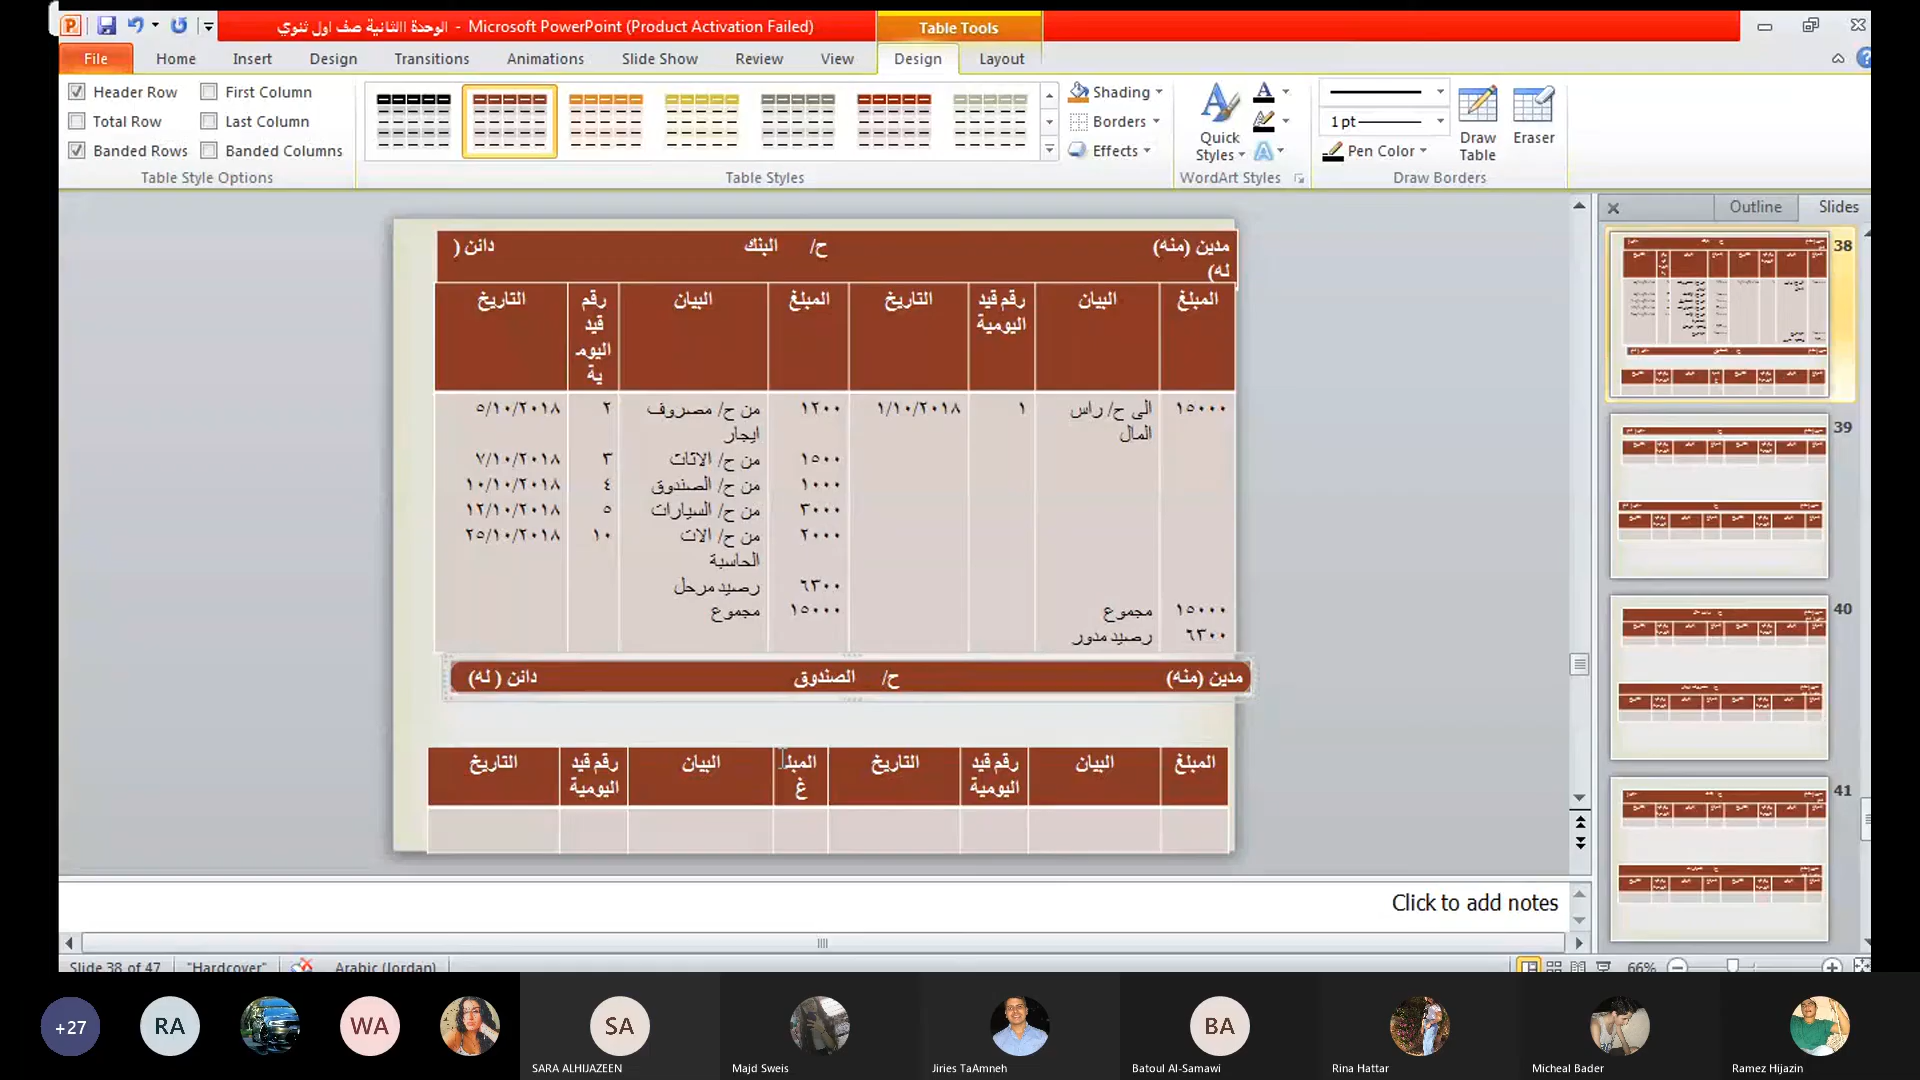 الوحدة االثانية صف اول ثنوي - Microsoft PowerPoint (Product Activation Failed)
Table Tools
File Home Insert Design Transitions Animations Slide Show Review View Design Layout
Header Row First Column
Total Row Last Column
Banded Rows Banded Columns
Table Style Options
Table Styles
Shading
Borders
Effects
Quick Styles
WordArt Styles
1 pt
Pen Color
Draw Table
Eraser
Draw Borders
مدين (منه) ح/ البنك دائن (
له)
المبلغ البيان رقم قيد اليومية التاريخ المبلغ البيان رقم قيد اليومية التاريخ
١٥٠٠٠ الى ح/ راس المال ١ ١/١٠/٢٠١٨ ١٢٠٠ من ح/ مصروف ايجار ٢ ٥/١٠/٢٠١٨
١٥٠٠ من ح/ الاثاث ٣ ٧/١٠/٢٠١٨
١٠٠٠ من ح/ الصندوق ٤ ١٠/١٠/٢٠١٨
٣٠٠٠ من ح/ السيارات ٥ ١٢/١٠/٢٠١٨
٢٠٠٠ من ح/ الات الحاسبة ١٠ ٢٥/١٠/٢٠١٨
٦٣٠٠ رصيد مرحل
١٥٠٠٠ مجموع ١٥٠٠٠ مجموع
٦٣٠٠ رصيد مدور
مدين (منه) ح/ الصندوق دائن ( له)
المبلغ البيان رقم قيد اليومية التاريخ المبلغ البيان رقم قيد اليومية التاريخ
Outline Slides
38
39
40
41
Click to add notes
Slide 38 of 47 "Hardcover" Arabic (Jordan) 66%
+27 RA WA SA BA
SARA ALHIJAZEEN Majd Sweis Jiries TaAmneh Batoul Al-Samawi Rina Hattar Micheal Bader Ramez Hijazin